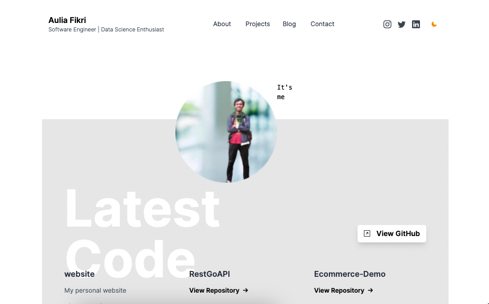 Aulia Fikri
Software Engineer | Data Science Enthusiast
About Projects Blog Contact
It's
me
Latest
Code
View GitHub
website
My personal website
RestGoAPI
View Repository →
Ecommerce-Demo
View Repository →